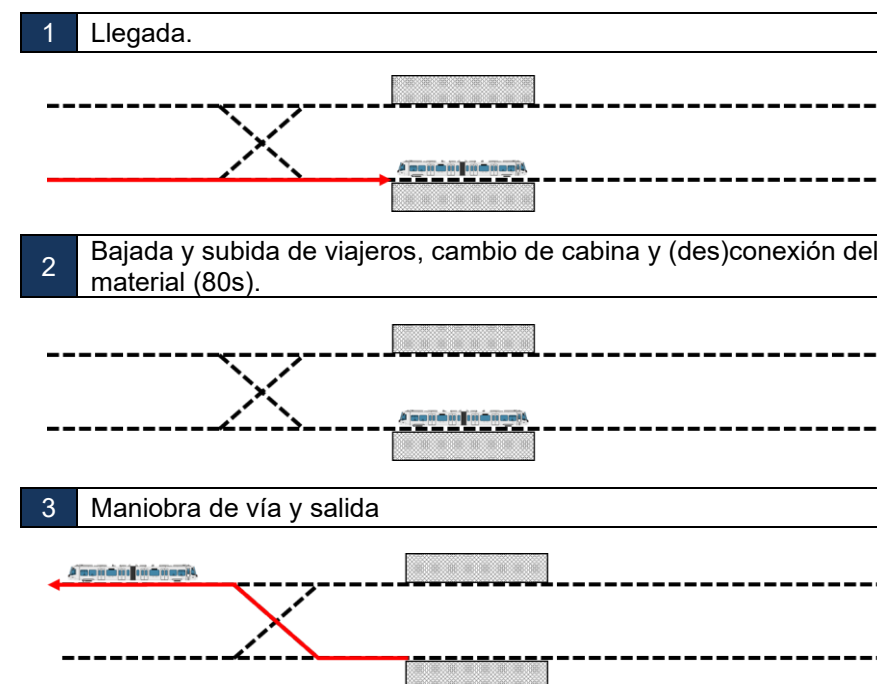 1 Llegada.
2 Bajada y subida de viajeros, cambio de cabina y (des)conexión del
material (80s).
3 Maniobra de vía y salida